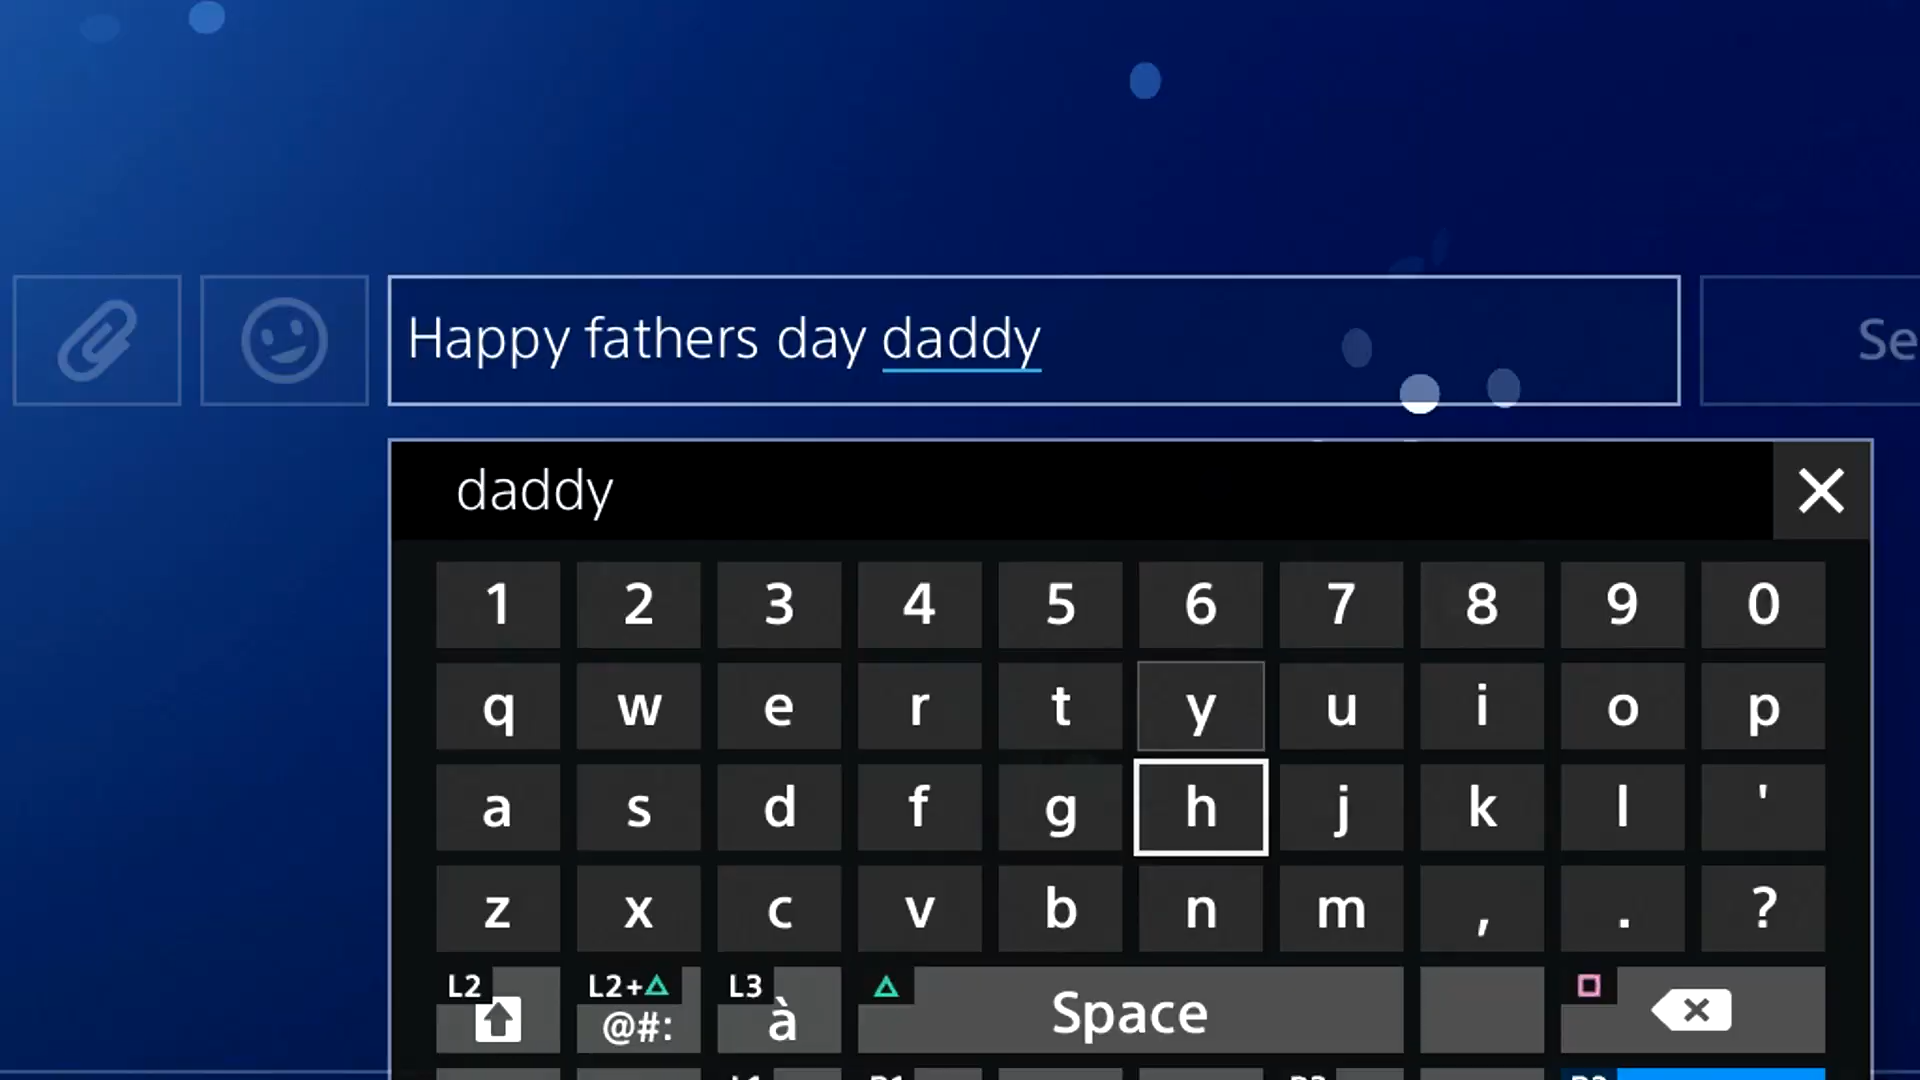 Happy fathers day daddy
Se
daddy
1 2 3 4 5 6 7 8 9 0
q w e r t y u i o p
a s d f g h j k l '
z x c v b n m , . ?
L2 L2+△ L3 △
@#: à Space